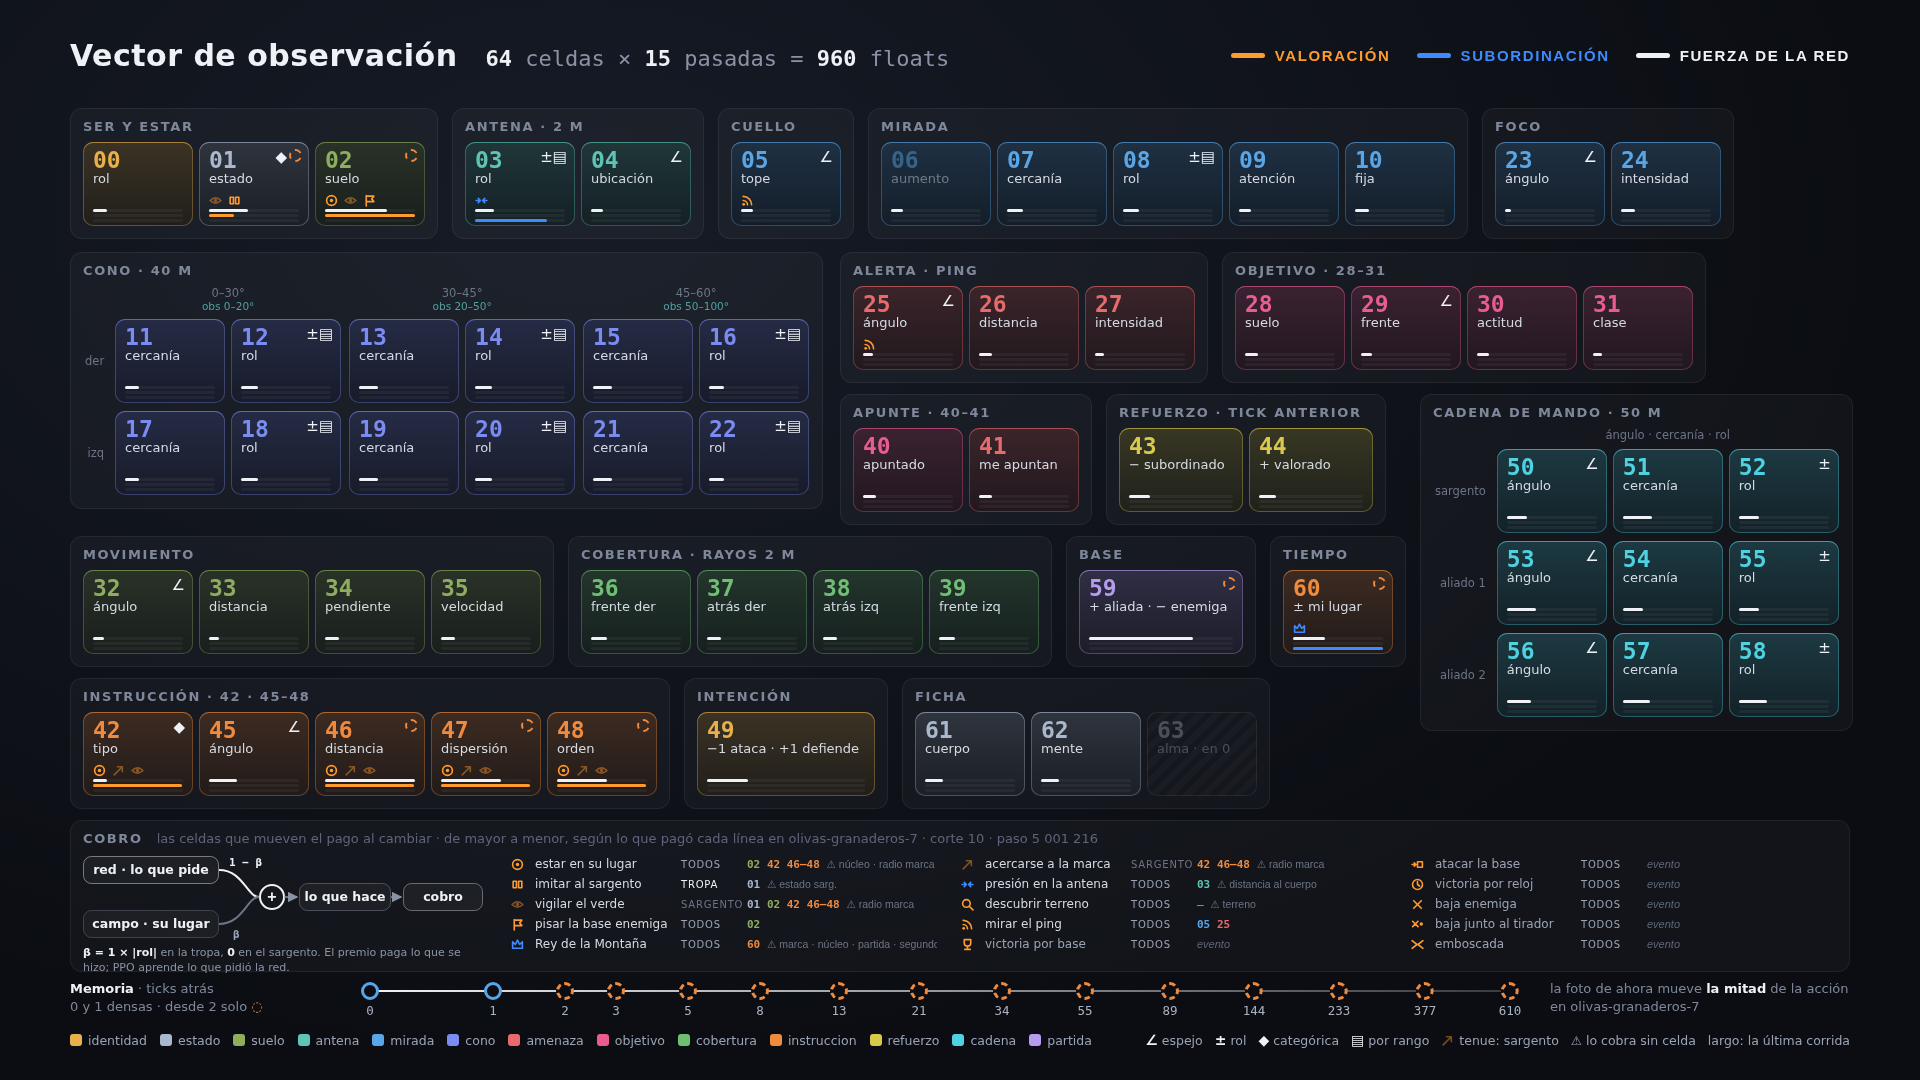 Vector de observación 64 celdas × 15 pasadas = 960 floats
VALORACIÓN SUBORDINACIÓN FUERZA DE LA RED
SER Y ESTAR
00 rol
01 ◆ estado
02 suelo
ANTENA · 2 M
03 ±▤ rol
04 ∠ ubicación
CUELLO
05 ∠ tope
MIRADA
06 aumento
07 cercanía
08 ±▤ rol
09 atención
10 fija
FOCO
23 ∠ ángulo
24 intensidad
CONO · 40 M
0–30° 30–45° 45–60°
obs 0–20° obs 20–50° obs 50–100°
der
11 cercanía
12 ±▤ rol
13 cercanía
14 ±▤ rol
15 cercanía
16 ±▤ rol
izq
17 cercanía
18 ±▤ rol
19 cercanía
20 ±▤ rol
21 cercanía
22 ±▤ rol
ALERTA · PING
25 ∠ ángulo
26 distancia
27 intensidad
OBJETIVO · 28–31
28 suelo
29 ∠ frente
30 actitud
31 clase
APUNTE · 40–41
40 apuntado
41 me apuntan
REFUERZO · TICK ANTERIOR
43 − subordinado
44 + valorado
CADENA DE MANDO · 50 M
ángulo · cercanía · rol
sargento
50 ∠ ángulo
51 cercanía
52 ± rol
aliado 1
53 ∠ ángulo
54 cercanía
55 ± rol
aliado 2
56 ∠ ángulo
57 cercanía
58 ± rol
MOVIMIENTO
32 ∠ ángulo
33 distancia
34 pendiente
35 velocidad
COBERTURA · RAYOS 2 M
36 frente der
37 atrás der
38 atrás izq
39 frente izq
BASE
59 + aliada · − enemiga
TIEMPO
60 ± mi lugar
INSTRUCCIÓN · 42 · 45–48
42 ◆ tipo
45 ∠ ángulo
46 distancia
47 dispersión
48 orden
INTENCIÓN
49 −1 ataca · +1 defiende
FICHA
61 cuerpo
62 mente
63 alma · en 0
COBRO las celdas que mueven el pago al cambiar · de mayor a menor, según lo que pagó cada línea en olivas-granaderos-7 · corte 10 · paso 5 001 216
red · lo que pide
1 − β
+ lo que hace cobro
campo · su lugar
β
β = 1 × |rol| en la tropa, 0 en el sargento. El premio paga lo que se
hizo; PPO aprende lo que pidió la red.
estar en su lugar TODOS 02 42 46–48 ⚠ núcleo · radio marca
imitar al sargento TROPA 01 ⚠ estado sarg.
vigilar el verde SARGENTO 01 02 42 46–48 ⚠ radio marca
pisar la base enemiga TODOS 02
Rey de la Montaña TODOS 60 ⚠ marca · núcleo · partida · segundo
acercarse a la marca SARGENTO 42 46–48 ⚠ radio marca
presión en la antena TODOS 03 ⚠ distancia al cuerpo
descubrir terreno TODOS — ⚠ terreno
mirar el ping TODOS 05 25
victoria por base TODOS evento
atacar la base TODOS evento
victoria por reloj TODOS evento
baja enemiga TODOS evento
baja junto al tirador TODOS evento
emboscada TODOS evento
Memoria · ticks atrás
0 y 1 densas · desde 2 solo
0 1 2 3 5 8 13 21 34 55 89 144 233 377 610
la foto de ahora mueve la mitad de la acción
en olivas-granaderos-7
identidad estado suelo antena mirada cono amenaza objetivo cobertura instruccion refuerzo cadena partida
∠ espejo ± rol ◆ categórica ▤ por rango tenue: sargento ⚠ lo cobra sin celda largo: la última corrida